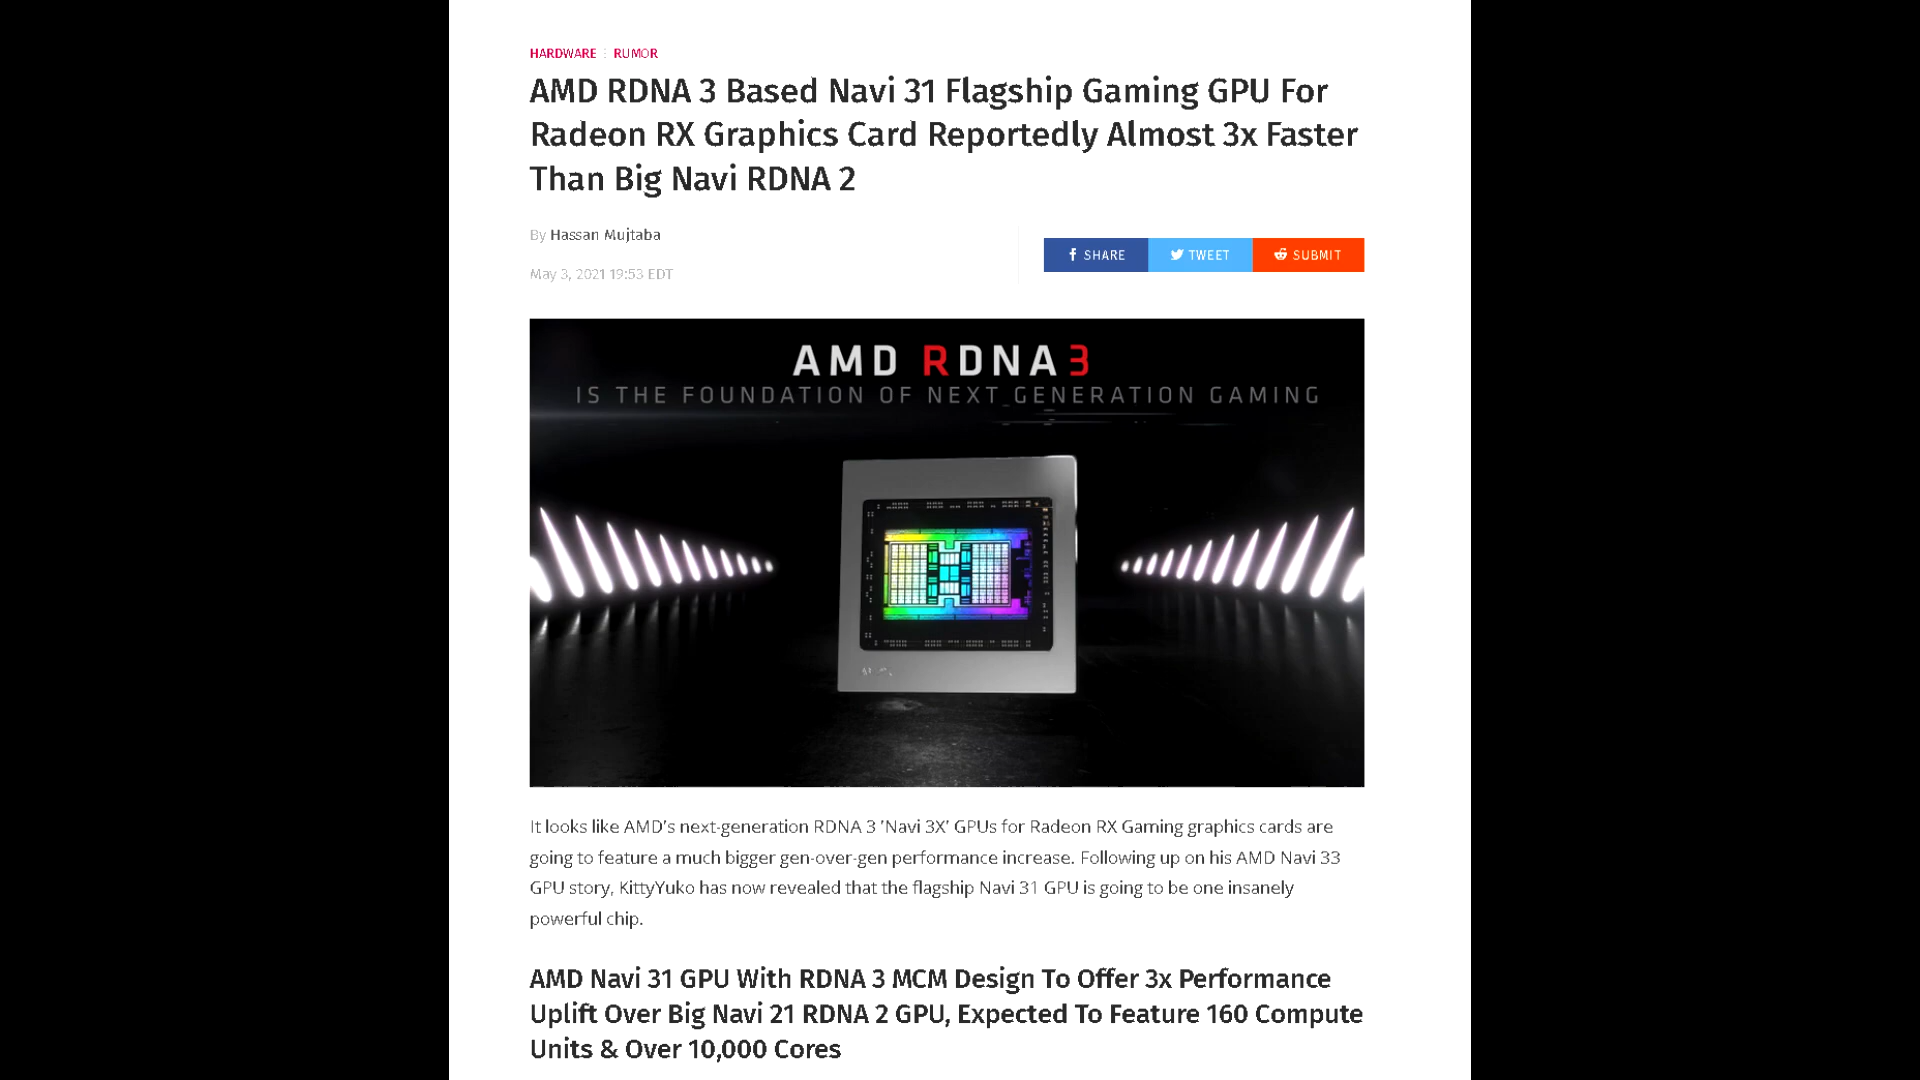 HARDWARE RUMOR
AMD RDNA 3 Based Navi 31 Flagship Gaming GPU For
Radeon RX Graphics Card Reportedly Almost 3x Faster
Than Big Navi RDNA 2
By Hassan Mujtaba
May 3, 2021 19:53 EDT
SHARE TWEET SUBMIT
AMD RDNA 3
IS THE FOUNDATION OF NEXT_GENERATION GAMING
It looks like AMD's next-generation RDNA 3 'Navi 3X' GPUs for Radeon RX Gaming graphics cards are
going to feature a much bigger gen-over-gen performance increase. Following up on his AMD Navi 33
GPU story, KittyYuko has now revealed that the flagship Navi 31 GPU is going to be one insanely
powerful chip.
AMD Navi 31 GPU With RDNA 3 MCM Design To Offer 3x Performance
Uplift Over Big Navi 21 RDNA 2 GPU, Expected To Feature 160 Compute
Units & Over 10,000 Cores